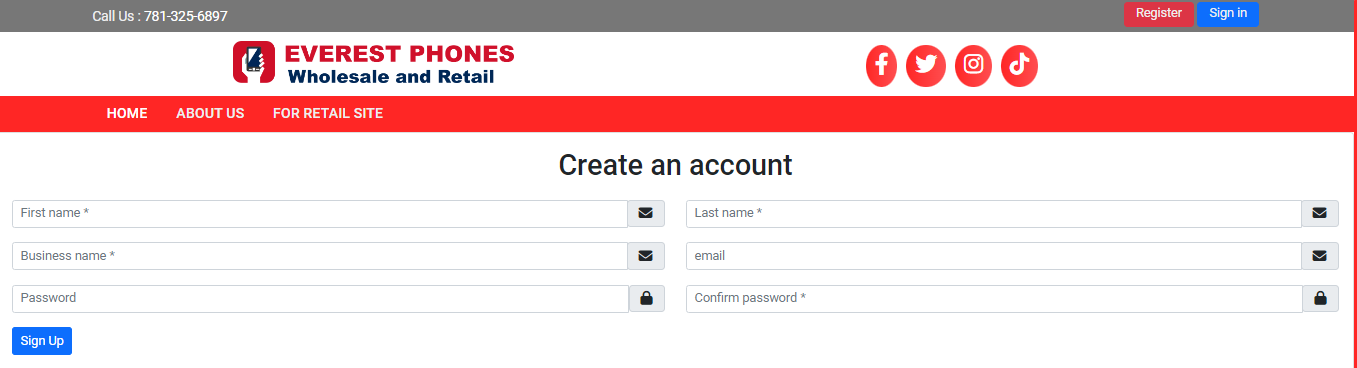 Call Us : 781-325-6897
Register
Sign in
EVEREST PHONES
Wholesale and Retail
HOME
ABOUT US
FOR RETAIL SITE
Create an account
First name *
Last name *
Business name *
email
Password
Confirm password *
Sign Up